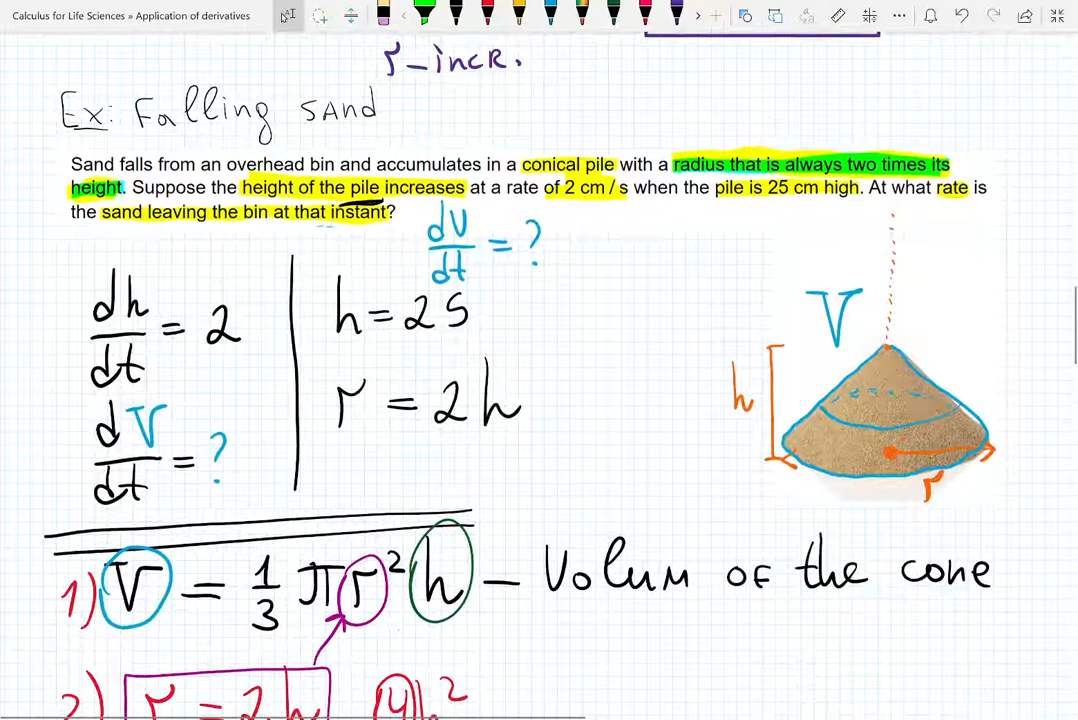 Calculus for Life Sciences » Application of derivatives
r - incr.
Ex: Falling sand
Sand falls from an overhead bin and accumulates in a conical pile with a radius that is always two times its
height. Suppose the height of the pile increases at a rate of 2 cm / s when the pile is 25 cm high. At what rate is
the sand leaving the bin at that instant?
dV/dt = ?
dh/dt = 2
h = 25
V
h
r = 2h
dV/dt = ?
r
1) V = 1/3 πr²h – Volum of the cone
2) r = 2h 4h²